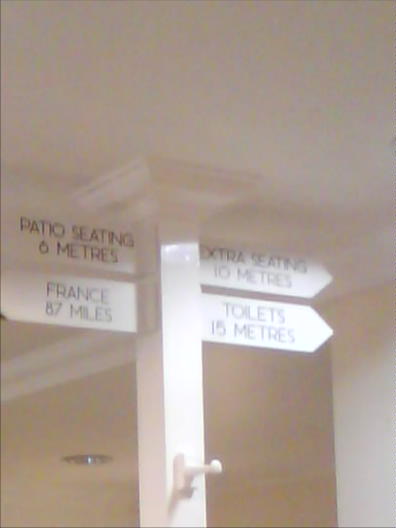 PATIO SEATING
6 METRES
FRANCE
87 MILES
EXTRA SEATING
10 METRES
TOILETS
15 METRES